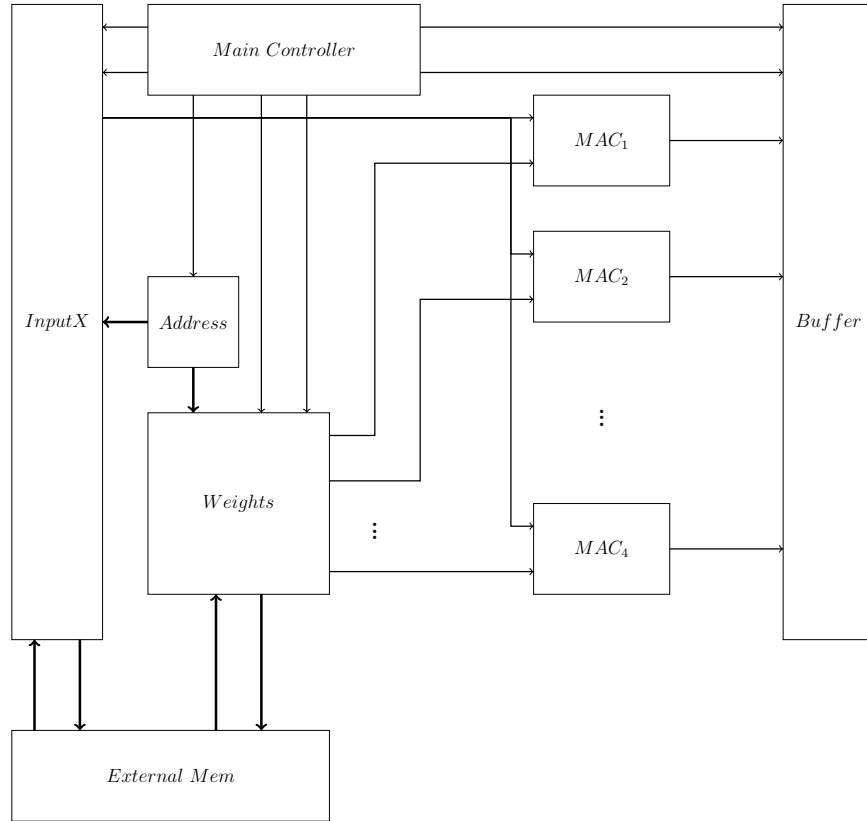 Main Controller
MAC₁
MAC₂
InputX
Address
Buffer
Weights
MAC₄
External Mem